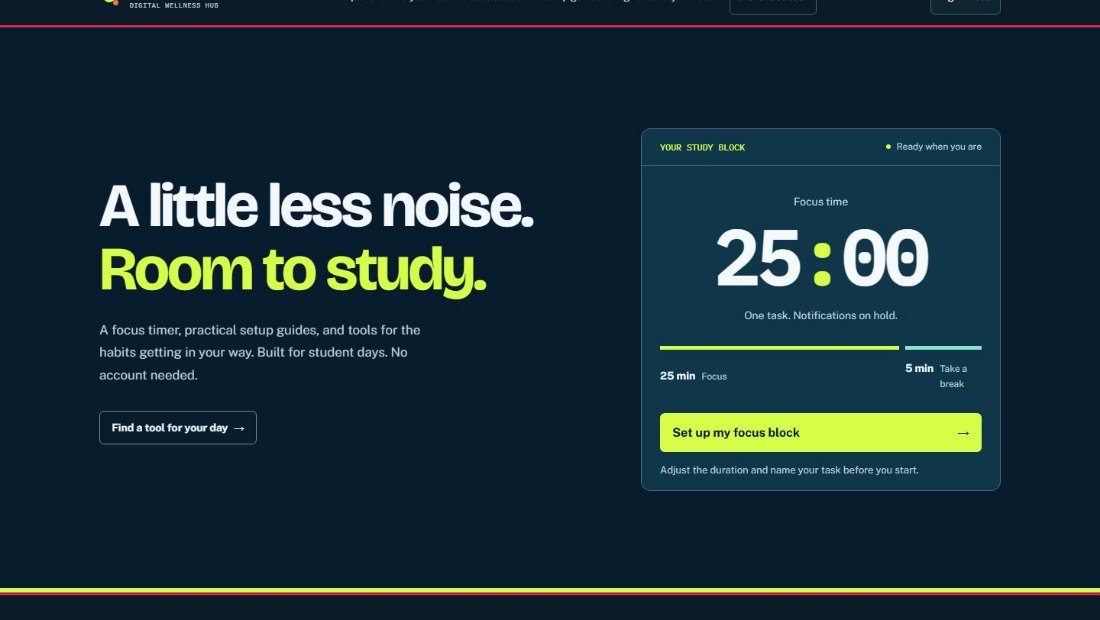 DIGITAL WELLNESS HUB
A little less noise.
Room to study.
A focus timer, practical setup guides, and tools for the
habits getting in your way. Built for student days. No
account needed.
Find a tool for your day →
YOUR STUDY BLOCK
Ready when you are
Focus time
25:00
One task. Notifications on hold.
25 min Focus
5 min Take a
break
Set up my focus block →
Adjust the duration and name your task before you start.